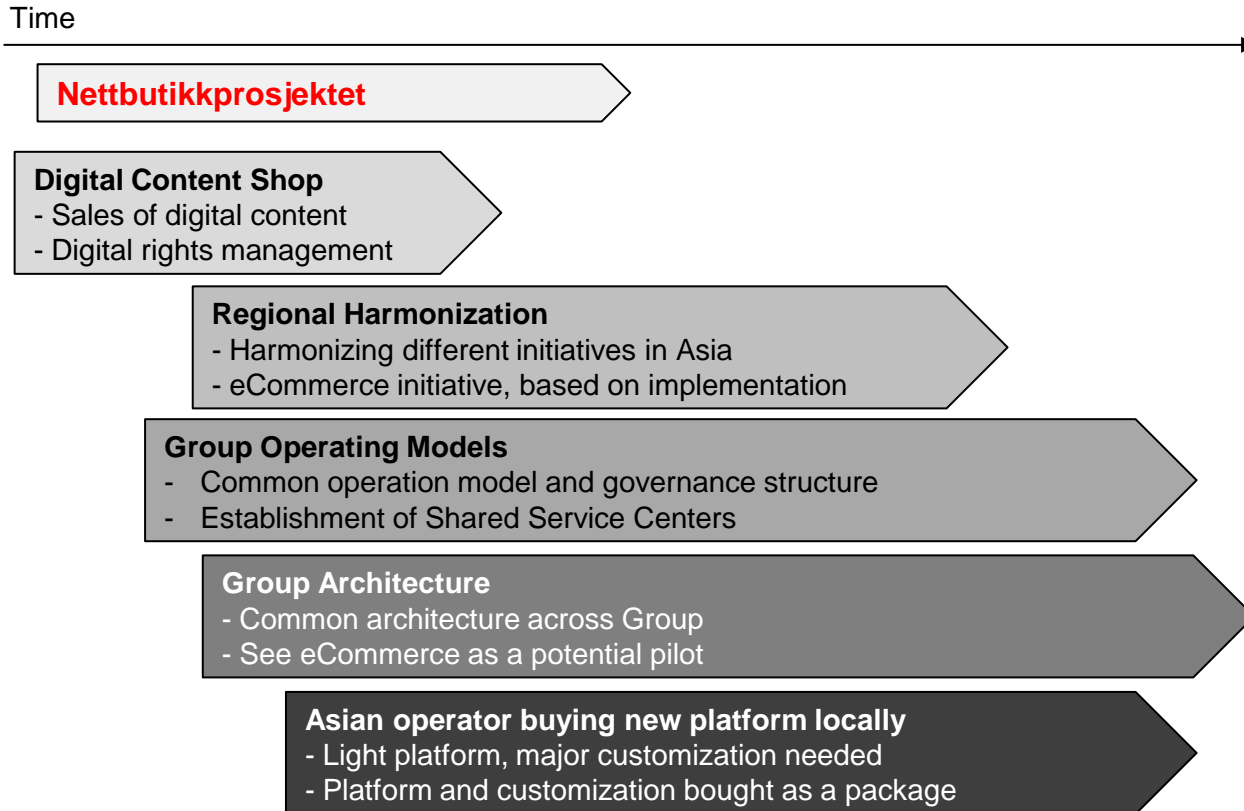 Time
Nettbutikkprosjektet
Digital Content Shop
- Sales of digital content
- Digital rights management
Regional Harmonization
- Harmonizing different initiatives in Asia
- eCommerce initiative, based on implementation
Group Operating Models
- Common operation model and governance structure
- Establishment of Shared Service Centers
Group Architecture
- Common architecture across Group
- See eCommerce as a potential pilot
Asian operator buying new platform locally
- Light platform, major customization needed
- Platform and customization bought as a package